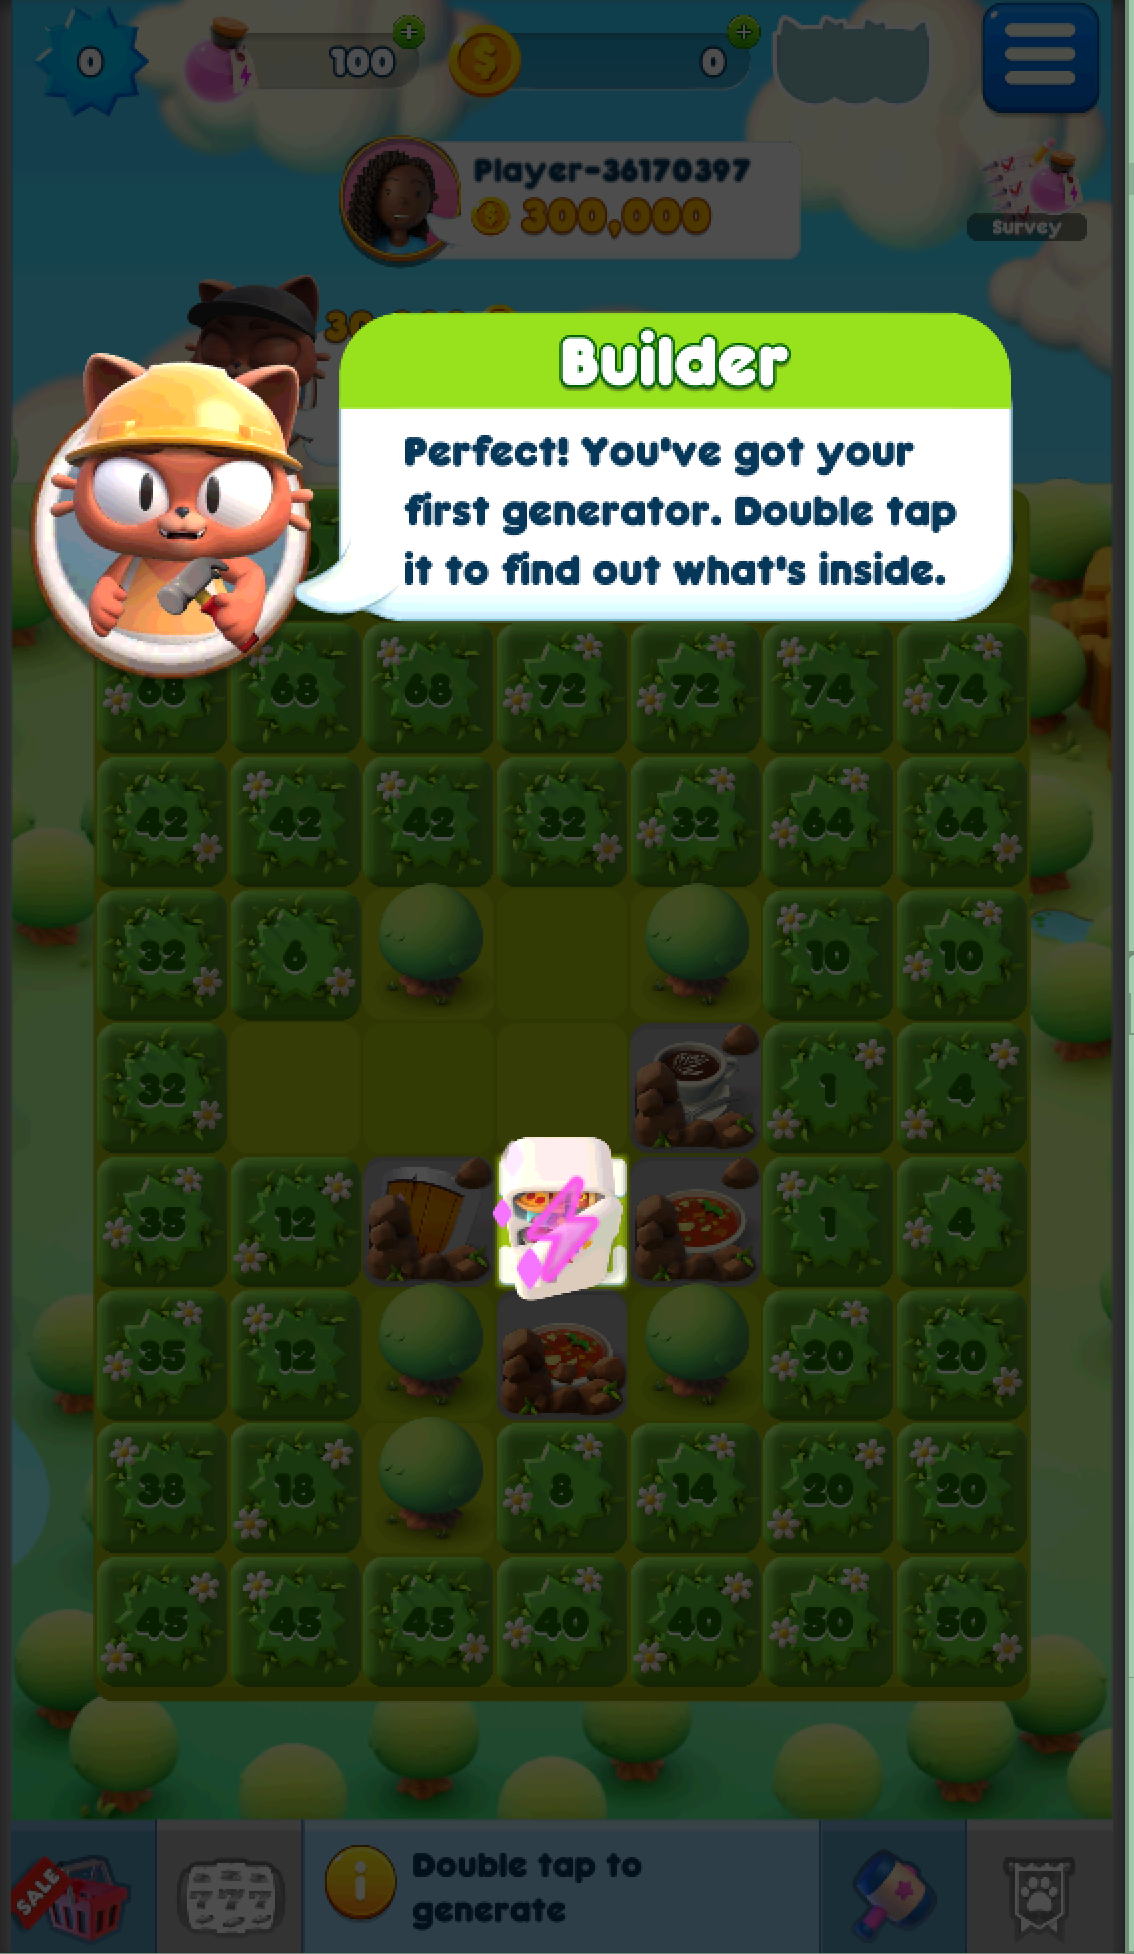 0
100
0
Player-36170397
300,000
Survey
Builder
Perfect! You've got your
first generator. Double tap
it to find out what's inside.
68 68 68 72 72 74 74
42 42 42 32 32 64 64
32 6 10 10
32 1 4
35 12 1 4
35 12 20 20
38 18 8 14 20 20
45 45 45 40 40 50 50
SALE
777
Double tap to
generate